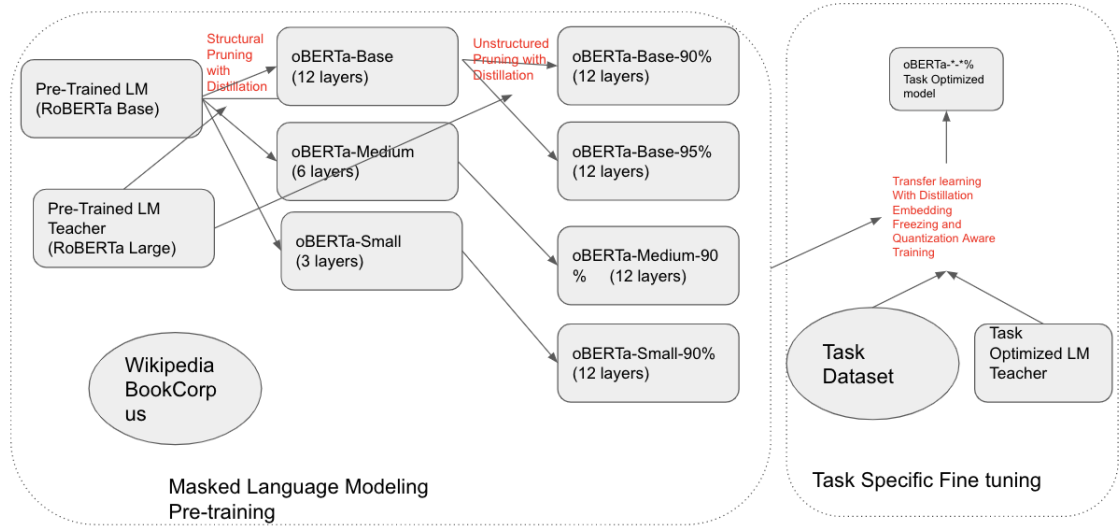 Structural
Pruning
with
Distillation
Pre-Trained LM
(RoBERTa Base)
oBERTa-Base
(12 layers)
Unstructured
Pruning with
Distillation
oBERTa-Base-90%
(12 layers)
oBERTa-Medium
(6 layers)
oBERTa-Base-95%
(12 layers)
Pre-Trained LM
Teacher
(RoBERTa Large)
oBERTa-Small
(3 layers)
oBERTa-Medium-90
% (12 layers)
oBERTa-Small-90%
(12 layers)
Wikipedia
BookCorp
us
Masked Language Modeling
Pre-training
oBERTa-*-*%
Task Optimized
model
Transfer learning
With Distillation
Embedding
Freezing and
Quantization Aware
Training
Task
Dataset
Task
Optimized LM
Teacher
Task Specific Fine tuning